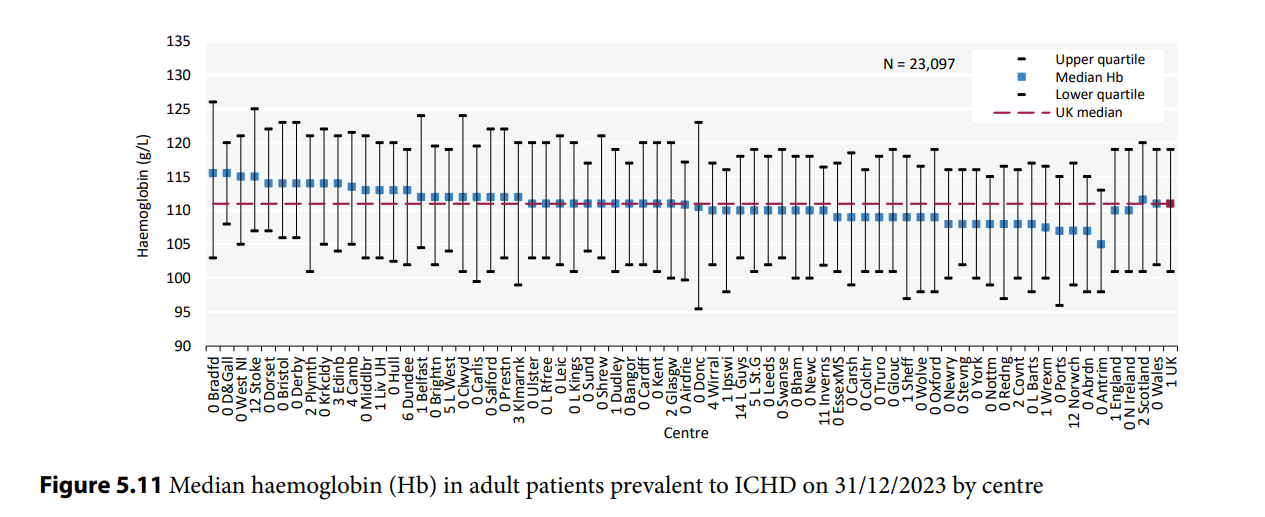 135
130
125
120
115
110
105
100
95
90
Haemoglobin (g/L)
N = 23,097
Upper quartile
Median Hb
Lower quartile
UK median
0 Bradfd
0 D&Gall
0 West NI
12 Stoke
0 Dorset
0 Bristol
0 Derby
2 Plymth
0 Krkcldy
3 Edinb
4 Camb
0 Middlbr
1 Liv UH
0 Hull
6 Dundee
1 Belfast
0 Brightn
5 L West
0 Clwyd
0 Carlis
0 Salford
0 Prestn
3 Klmarnk
0 Ulster
0 L Rfree
0 Leic
0 L Kings
0 Sund
0 Shrew
1 Dudley
0 Bangor
0 Cardff
0 Kent
2 Glasgw
0 Airdrie
0 Donc
4 Wirral
1 Ipswi
14 L Guys
5 L St.G
0 Leeds
0 Swanse
0 Bham
0 Newc
11 Inverns
0 EssexMS
0 Carsh
0 Colchr
0 Truro
0 Glouc
1 Sheff
0 Wolve
0 Oxford
0 Newry
0 Stevng
0 York
0 Nottm
0 Redng
2 Covnt
0 L Barts
1 Wrexm
0 Ports
12 Norwch
0 Abrdn
0 Antrim
1 England
0 N Ireland
2 Scotland
0 Wales
1 UK
Centre
Figure 5.11 Median haemoglobin (Hb) in adult patients prevalent to ICHD on 31/12/2023 by centre